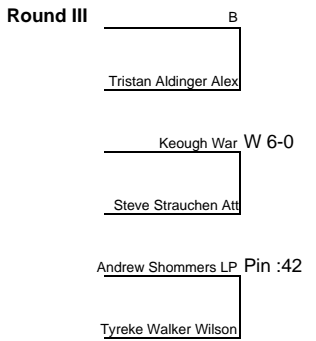 Round III B
Tristan Aldinger Alex
Keough War W 6-0
Steve Strauchen Att
Andrew Shommers LP Pin :42
Tyreke Walker Wilson